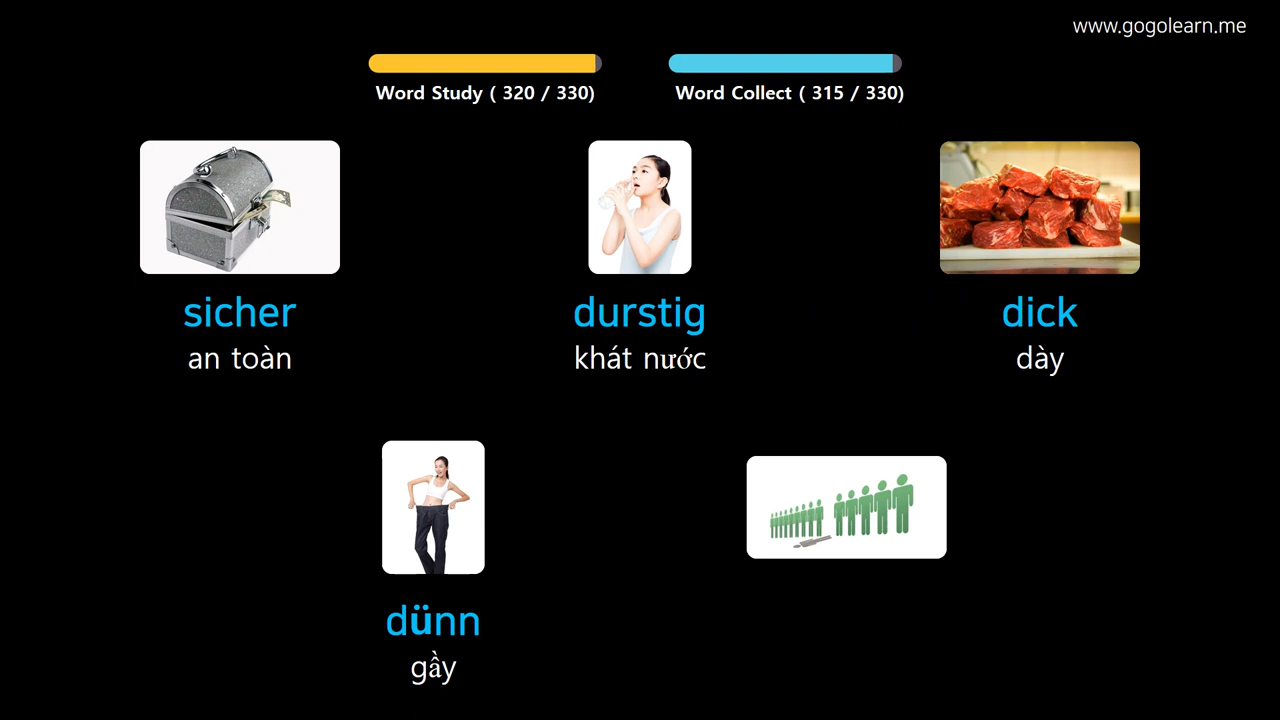 www.gogolearn.me
Word Study ( 320 / 330)
Word Collect ( 315 / 330)
sicher
an toàn
durstig
khát nước
dick
dày
dünn
gầy